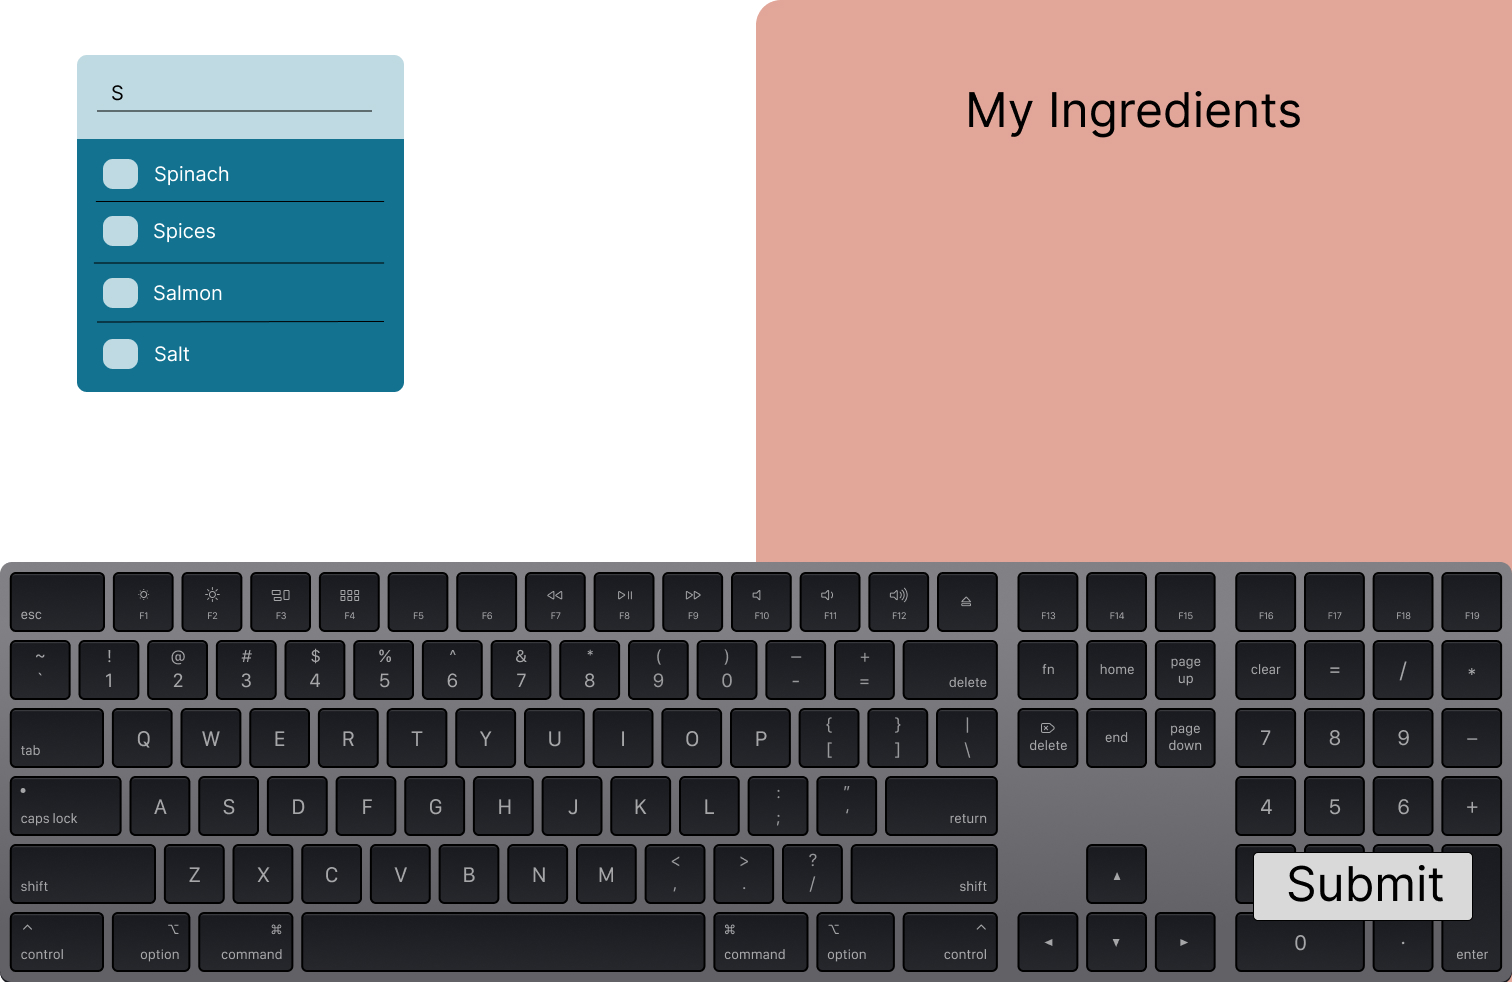 S
Spinach
Spices
Salmon
Salt
My Ingredients
esc F1 F2 F3 F4 F5 F6 F7 F8 F9 F10 F11 F12 F13 F14 F15 F16 F17 F18 F19
~ ! @ # $ % ^ & * ( ) — +
` 1 2 3 4 5 6 7 8 9 0 - = delete fn home page up clear = / *
{ } |
tab Q W E R T Y U I O P [ ] \ delete end page down 7 8 9 −
: "
caps lock A S D F G H J K L ; ' return 4 5 6 +
< > ?
shift Z X C V B N M , . / shift
Submit
control option command command option control 0 . enter